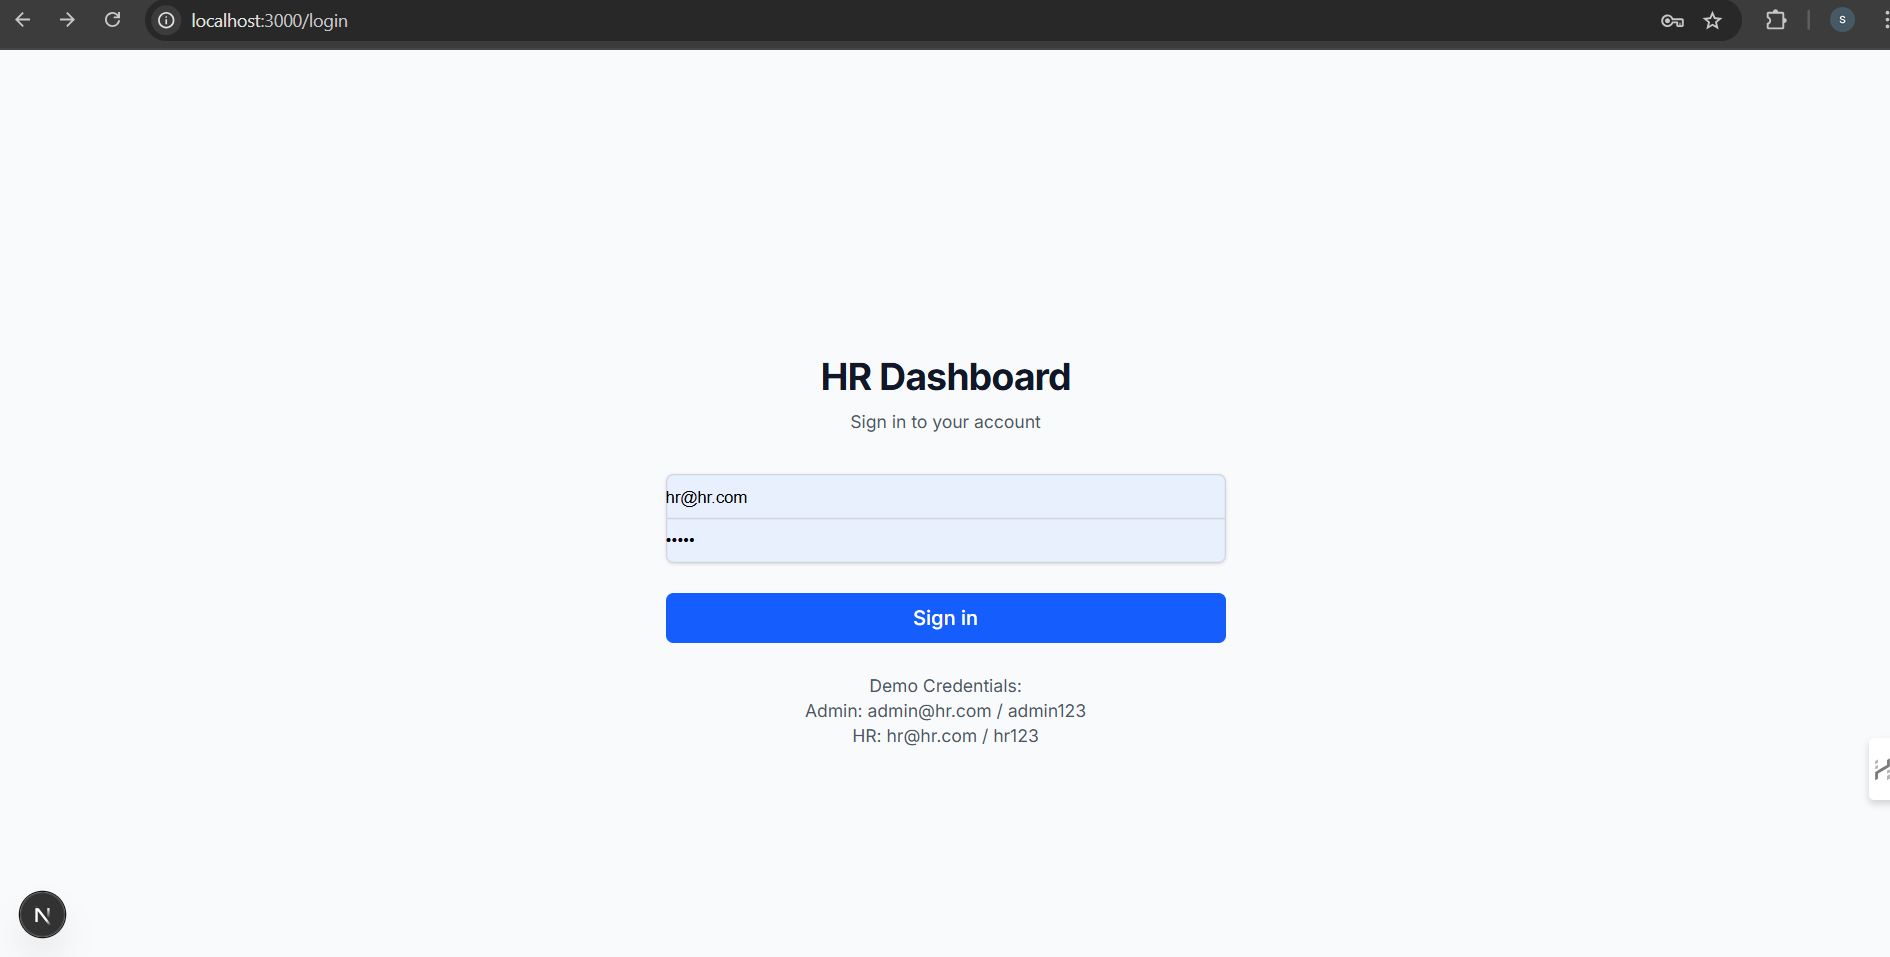 localhost:3000/login
S
HR Dashboard
Sign in to your account
hr@hr.com
•••••
Sign in
Demo Credentials:
Admin: admin@hr.com / admin123
HR: hr@hr.com / hr123
N